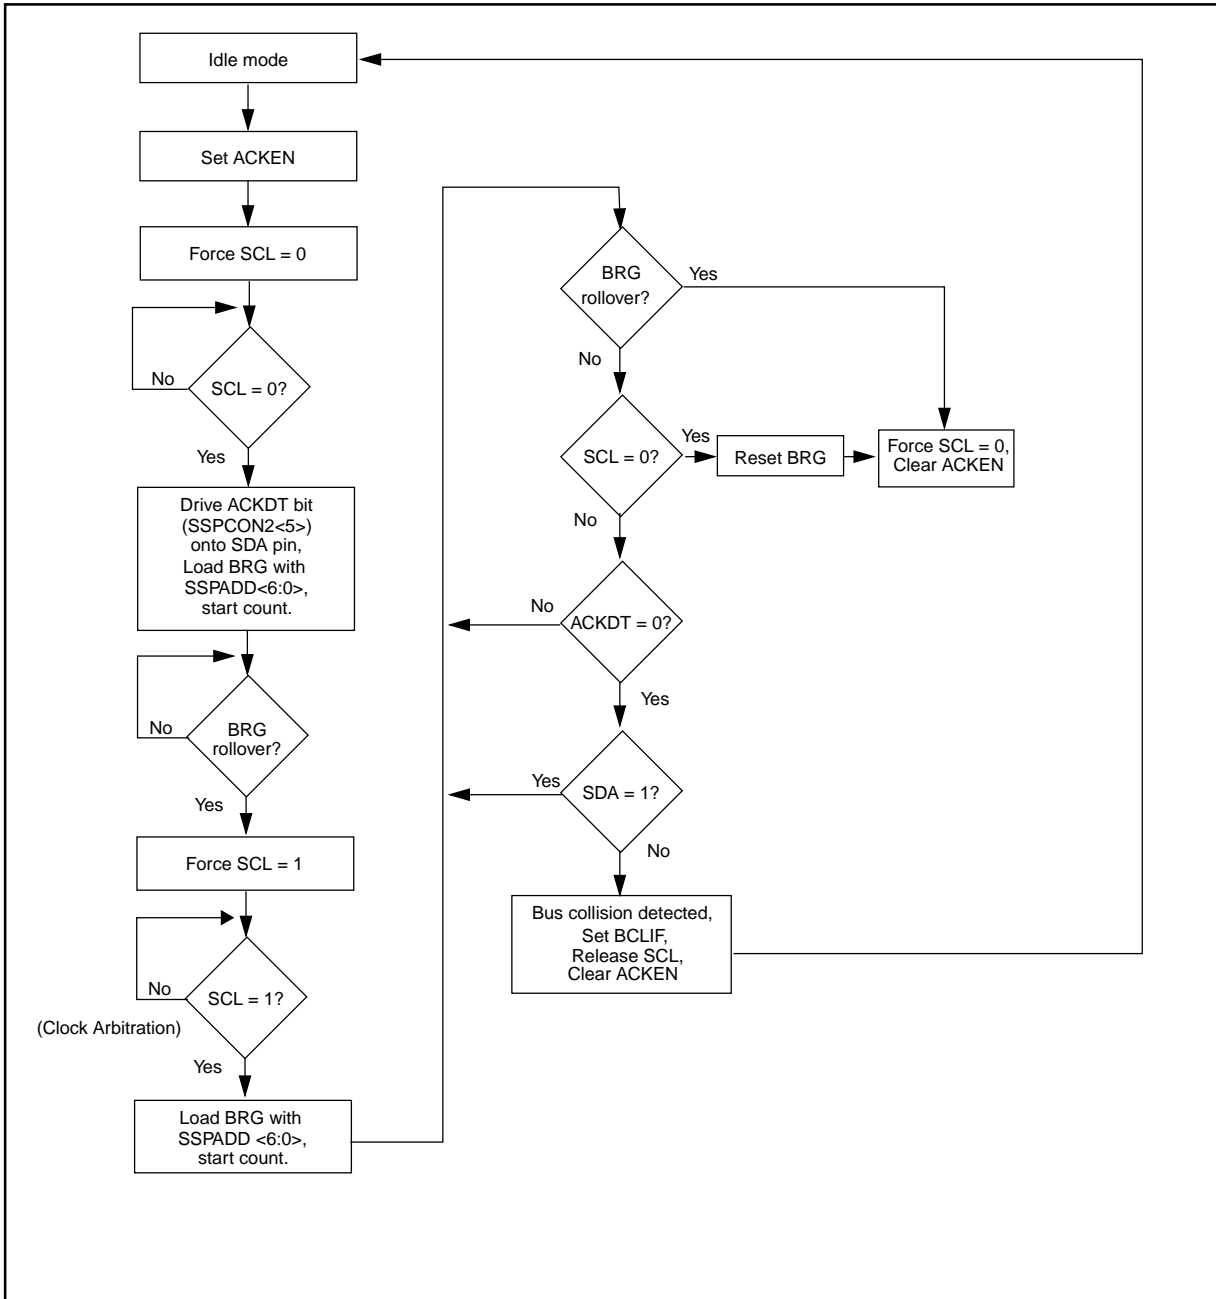 Idle mode
Set ACKEN
Force SCL = 0
SCL = 0?
No
Yes
Drive ACKDT bit
(SSPCON2<5>)
onto SDA pin,
Load BRG with
SSPADD<6:0>,
start count.
BRG
rollover?
No
Yes
Force SCL = 1
SCL = 1?
No
(Clock Arbitration)
Yes
Load BRG with
SSPADD <6:0>,
start count.
BRG
rollover?
Yes
No
SCL = 0?
Yes
Reset BRG
Force SCL = 0,
Clear ACKEN
No
ACKDT = 0?
No
Yes
SDA = 1?
Yes
No
Bus collision detected,
Set BCLIF,
Release SCL,
Clear ACKEN